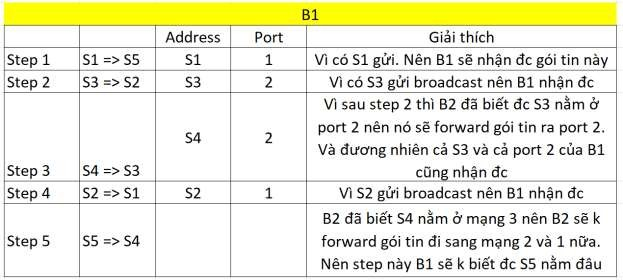 B1
Address Port Giải thích
Step 1 S1 => S5 S1 1 Vì có S1 gửi. Nên B1 sẽ nhận đc gói tin này
Step 2 S3 => S2 S3 2 Vì có S3 gửi broadcast nên B1 nhận đc
Vì sau step 2 thì B2 đã biết đc S3 nằm ở
port 2 nên nó sẽ forward gói tin ra port 2.
Và đương nhiên cả S3 và cả port 2 của B1
cũng nhận đc
Step 3 S4 => S3 S4 2
Step 4 S2 => S1 S2 1 Vì S2 gửi broadcast nên B1 nhận đc
B2 đã biết S4 nằm ở mạng 3 nên B2 sẽ k
forward gói tin đi sang mạng 2 và 1 nữa.
Nên step này B1 sẽ k biết đc S5 nằm đâu
Step 5 S5 => S4